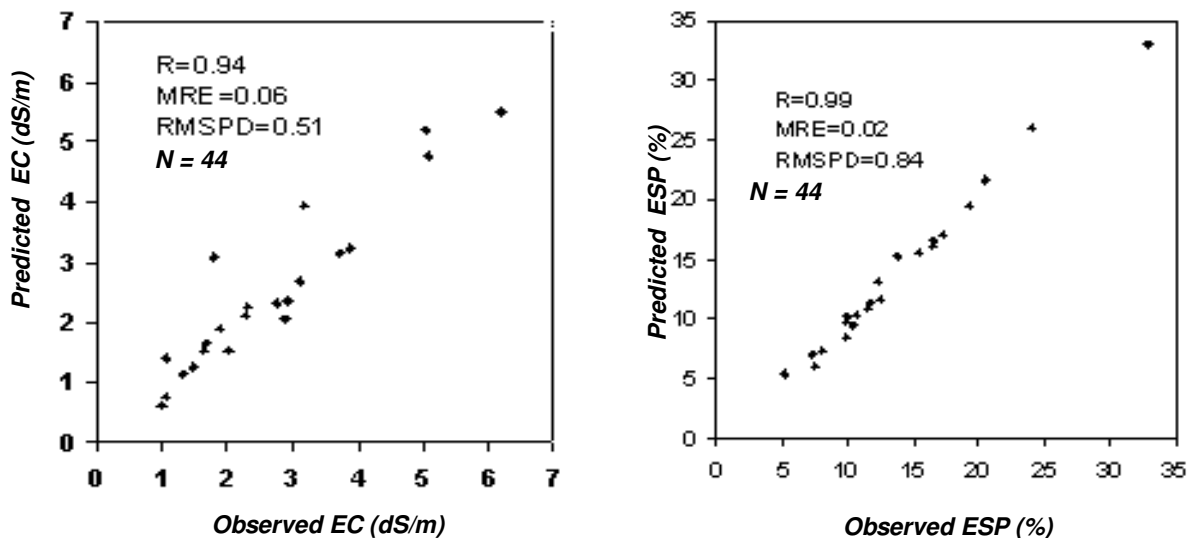 7
6
5
4
3
2
1
0
Predicted EC (dS/m)
R=0.94
MRE=0.06
RMSPD=0.51
N = 44
0 1 2 3 4 5 6 7
Observed EC (dS/m)
35
30
25
20
15
10
5
0
Predicted ESP (%)
R=0.99
MRE=0.02
RMSPD=0.84
N = 44
0 5 10 15 20 25 30 35
Observed ESP (%)